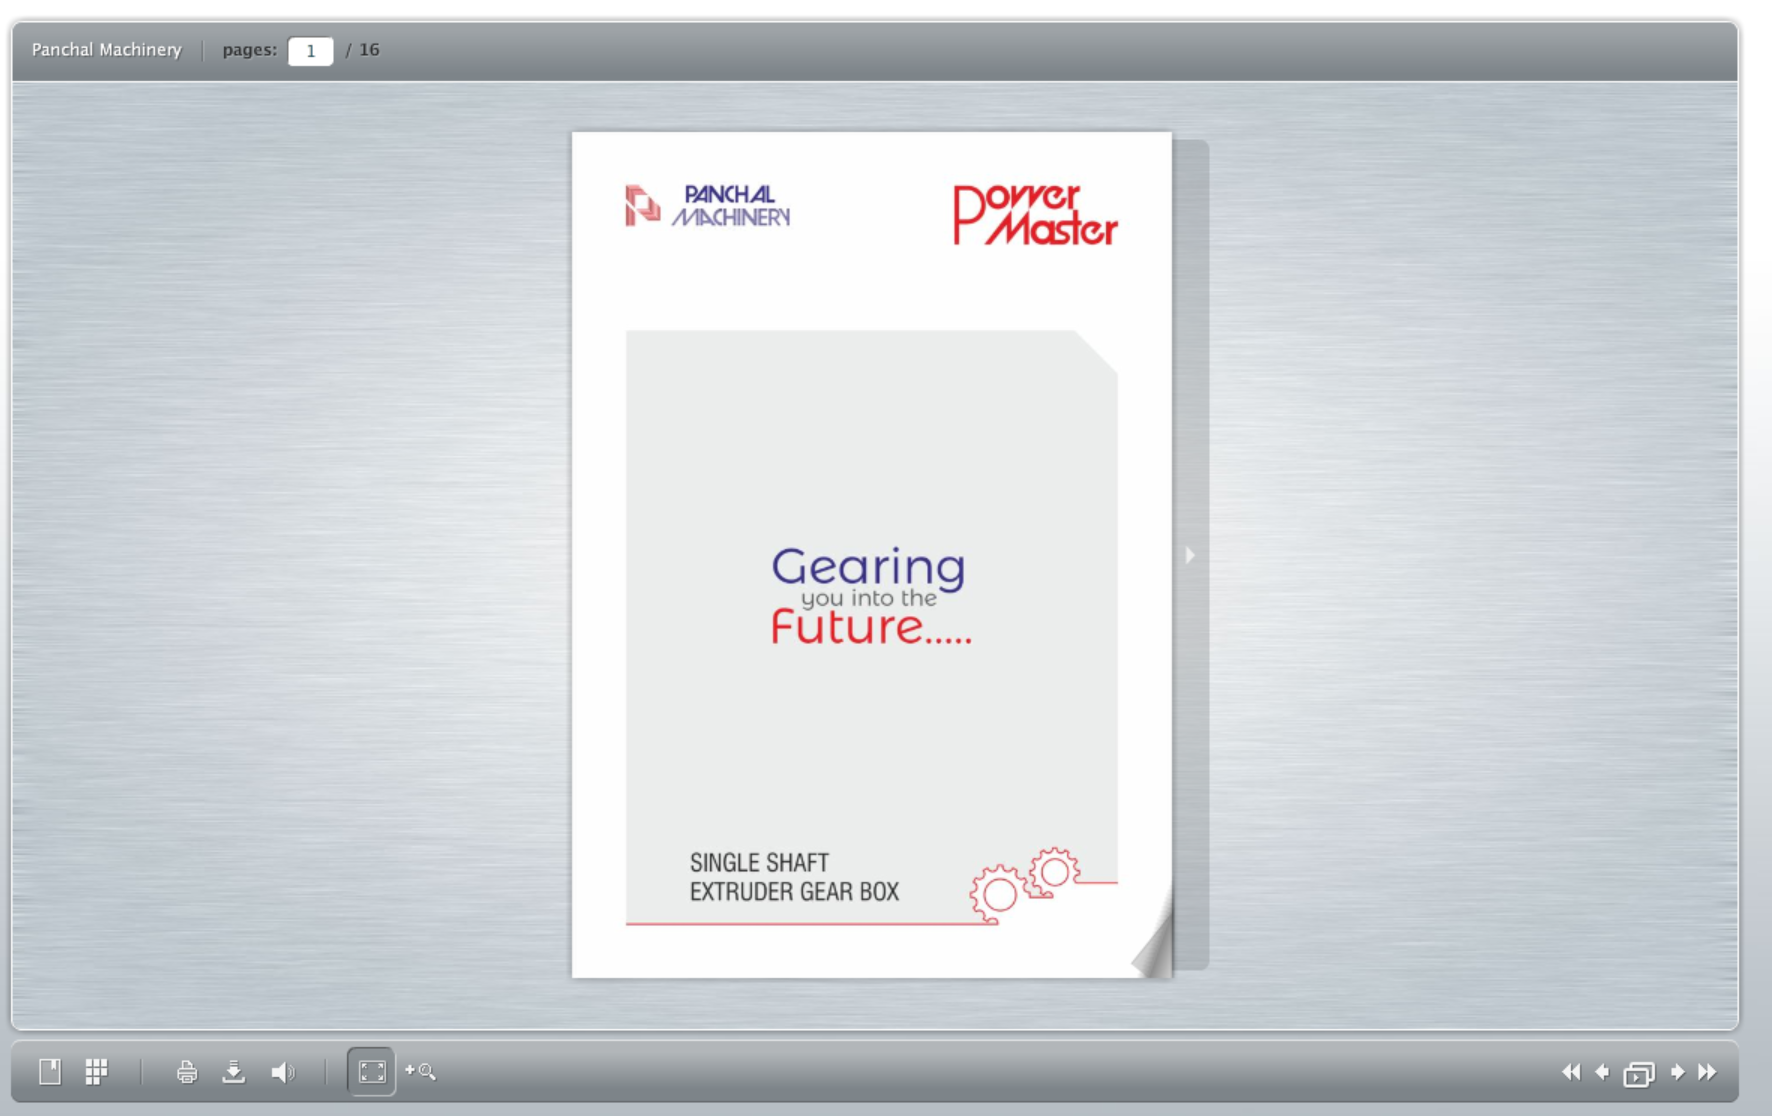 Panchal Machinery
pages: 1 / 16
PANCHAL
MACHINERY
Power
Master
Gearing
you into the
Future.....
SINGLE SHAFT
EXTRUDER GEAR BOX